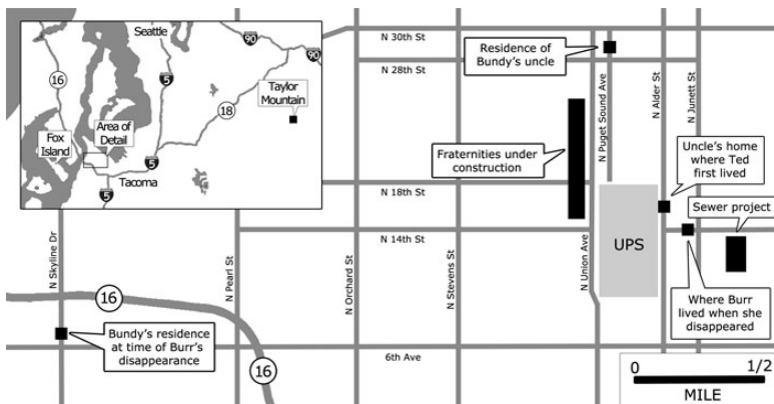 Seattle
90
90
16
5
Taylor
Mountain
18
Area of
Detail
Fox
Island
5
Tacoma
5
N 30th St
Residence of
Bundy's uncle
N 28th St
N Puget Sound Ave
N Alder St
N Junett St
Fraternities under
construction
Uncle's home
where Ted
first lived
N 18th St
Sewer project
UPS
N 14th St
N Skyline Dr
N Pearl St
N Orchard St
N Stevens St
N Union Ave
Where Burr
lived when she
disappeared
16
Bundy's residence
at time of Burr's
disappearance
6th Ave
16
0 1/2
MILE